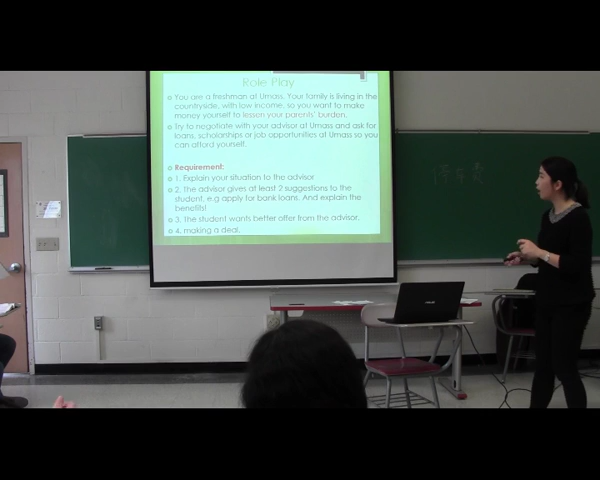 Role Play
You are a freshman at Umass. Your family is living in the
countryside, with low income, so you want to make
money yourself to lesson your parents' burden.
Try to negotiate with your advisor at Umass and ask for
loans, scholarships or job opportunities at Umass so you
can afford yourself.
Requirement:
1. Explain your situation to the advisor
2. The advisor gives at least 2 suggestions to the
student. e.g apply for bank loans. And explain the
benefits!
3. The student wants better offer from the advisor.
4. making a deal.
ASUS